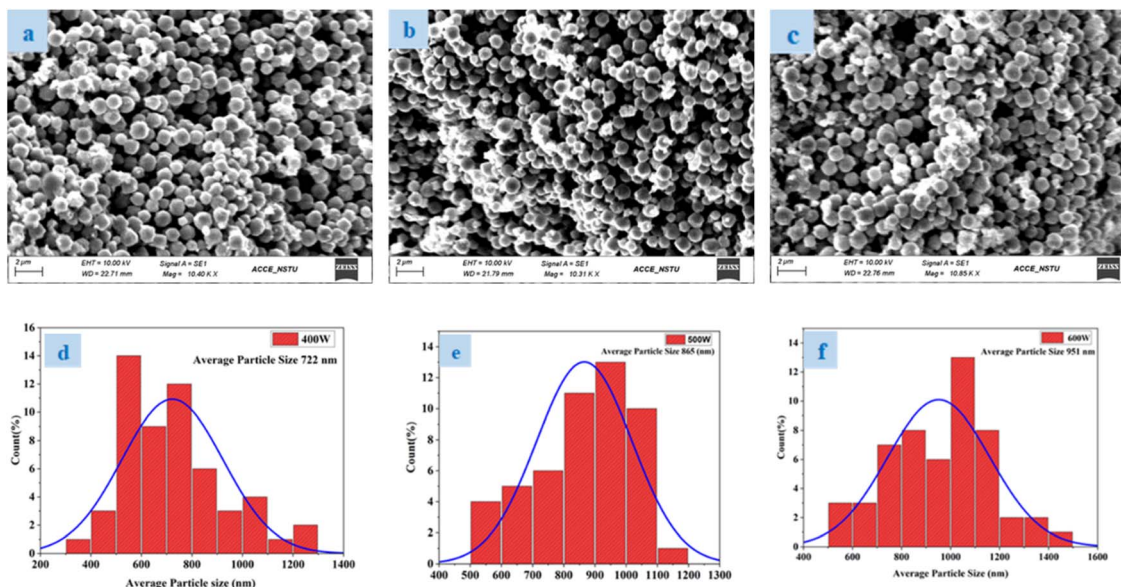 a
2 µm
EHT = 10.00 kV
Signal A = SE1
WD = 22.71 mm
Mag = 10.40 K X
ACCE_NSTU
ZEISS
b
2 µm
EHT = 10.00 kV
Signal A = SE1
WD = 21.79 mm
Mag = 10.31 K X
ACCE_NSTU
ZEISS
c
2 µm
EHT = 10.00 kV
Signal A = SE1
WD = 22.76 mm
Mag = 10.85 K X
ACCE_NSTU
ZEISS
d
400W
Average Particle Size 722 nm
Count(%)
16
14
12
10
8
6
4
2
0
200 400 600 800 1000 1200 1400
Average Particle size (nm)
e
500W
Average Particle Size 865 (nm)
Count(%)
14
12
10
8
6
4
2
0
400 500 600 700 800 900 1000 1100 1200 1300
Average Particle size (nm)
f
600W
Average Particle Size 951 nm
Count(%)
14
12
10
8
6
4
2
0
400 600 800 1000 1200 1400 1600
Average Particle Size (nm)